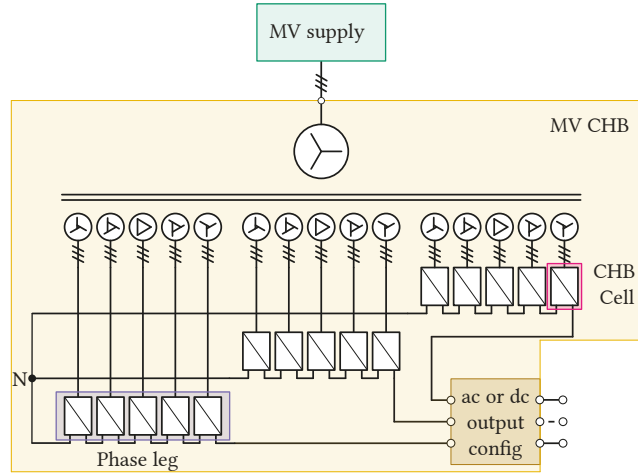 MV supply
MV CHB
CHB
Cell
N
ac or dc
output
config
Phase leg